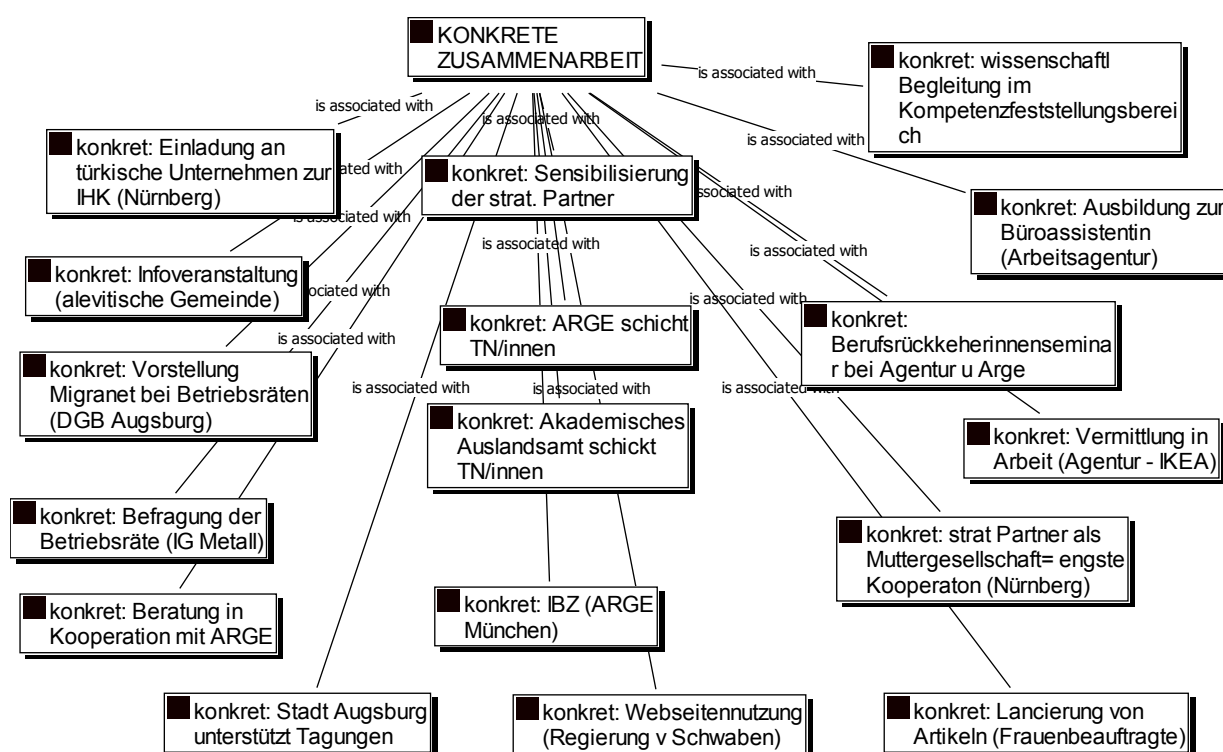 KONKRETE
ZUSAMMENARBEIT
konkret: wissenschaftl
Begleitung im
Kompetenzfeststellungsberei
ch
is associated with
is associated with
is associated with
is associated with
konkret: Einladung an
türkische Unternehmen zur
IHK (Nürnberg)
konkret: Sensibilisierung
der strat. Partner
ated with
associated with
konkret: Ausbildung zur
Büroassistentin
(Arbeitsagentur)
is associated with
is associated with
konkret: Infoveranstaltung
(alevitische Gemeinde)
ociated with
is associated with
konkret: ARGE schicht
TN/innen
konkret:
Berufsrückkeherinnensemina
r bei Agentur u Arge
is associated with
konkret: Vorstellung
Migranet bei Betriebsräten
(DGB Augsburg)
is associated with
is associated with
is associated with
konkret: Akademisches
Auslandsamt schickt
TN/innen
konkret: Vermittlung in
Arbeit (Agentur - IKEA)
konkret: Befragung der
Betriebsräte (IG Metall)
konkret: strat Partner als
Muttergesellschaft= engste
Kooperaton (Nürnberg)
konkret: Beratung in
Kooperation mit ARGE
konkret: IBZ (ARGE
München)
konkret: Stadt Augsburg
unterstützt Tagungen
konkret: Webseitennutzung
(Regierung v Schwaben)
konkret: Lancierung von
Artikeln (Frauenbeauftragte)